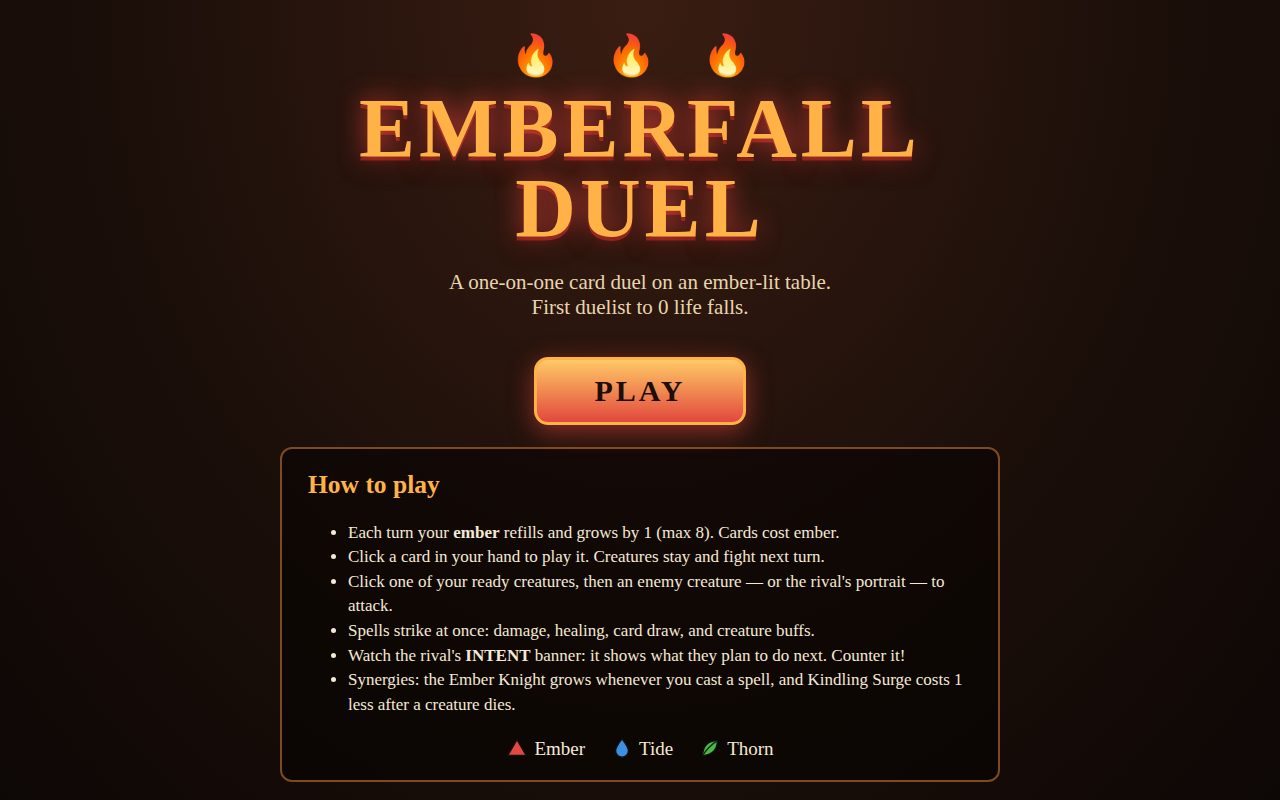 EMBERFALL
DUEL
A one-on-one card duel on an ember-lit table.
First duelist to 0 life falls.
PLAY
How to play
• Each turn your ember refills and grows by 1 (max 8). Cards cost ember.
• Click a card in your hand to play it. Creatures stay and fight next turn.
• Click one of your ready creatures, then an enemy creature — or the rival's portrait — to
attack.
• Spells strike at once: damage, healing, card draw, and creature buffs.
• Watch the rival's INTENT banner: it shows what they plan to do next. Counter it!
• Synergies: the Ember Knight grows whenever you cast a spell, and Kindling Surge costs 1
less after a creature dies.
Ember Tide Thorn